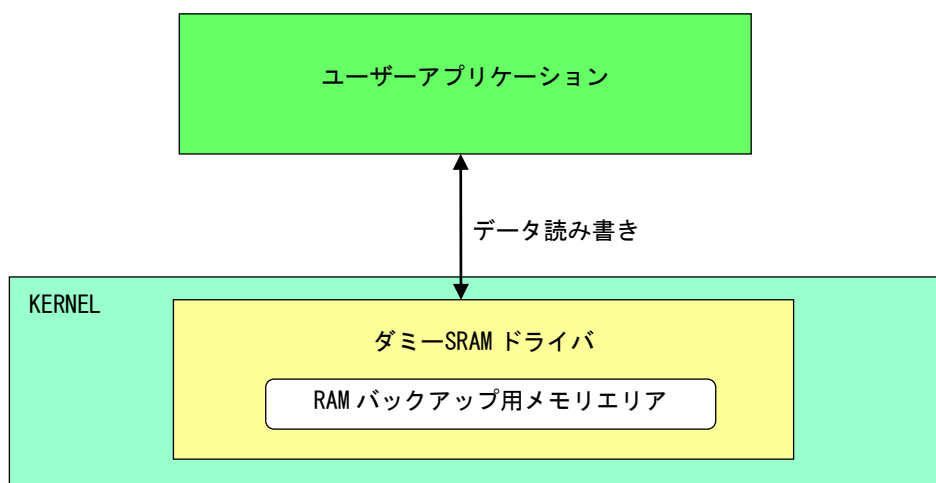 ユーザーアプリケーション
データ読み書き
KERNEL
ダミーSRAM ドライバ
RAM バックアップ用メモリエリア